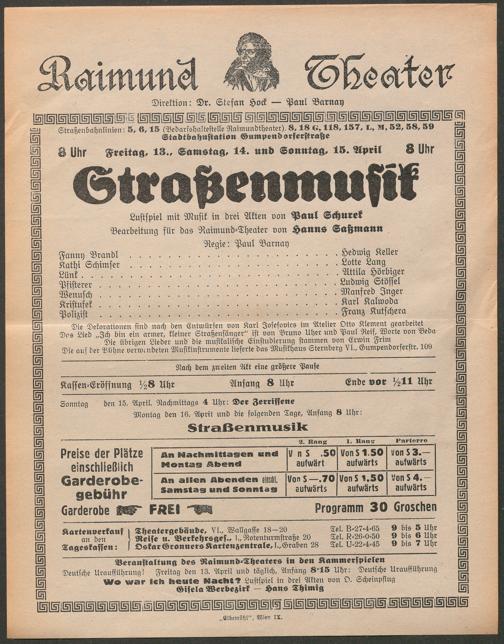 Raimund Theater
Direktion: Dr. Stefan Hock — Paul Barnay
Straßenbahnlinien: 5, 6, 15 (Bedarfshaltestelle Raimundtheater), 8, 18 G, 118, 157, L, M, 52, 58, 59
Stadtbahnstation Gumpendorferstraße
8 Uhr Freitag, 13., Samstag, 14. und Sonntag, 15. April 8 Uhr
Straßenmusik
Lustspiel mit Musik in drei Akten von Paul Schurek
Bearbeitung für das Raimund-Theater von Hanns Saßmann
Regie: Paul Barnay
Fanny Brandl . . . Hedwig Keller
Kathi Schimser . . . Lotte Lang
Lünk . . . Attila Hörbiger
Pfisterer . . . Ludwig Stössel
Wenusch . . . Manfred Inger
Kristufek . . . Karl Kalwoda
Polizist . . . Franz Kutschera
Die Dekorationen sind nach den Entwürfen von Karl Josefovics im Atelier Otto Klement gearbeitet
Das Lied „Ich bin ein armer, kleiner Straßensänger“ ist von Bruno Uher und Paul Reif, Worte von Beda
Die übrigen Lieder und die musikalische Einstudierung stammen von Erwin Frim
Die auf der Bühne verwendeten Musikinstrumente lieferte das Musikhaus Sternberg VI., Gumpendorferstr. 109
Nach dem zweiten Akt eine größere Pause
Kassen-Eröffnung ½8 Uhr Anfang 8 Uhr Ende vor ½11 Uhr
Sonntag den 15. April. Nachmittags 4 Uhr: Der Zerrissene
Montag den 16. April und die folgenden Tage, Anfang 8 Uhr:
Straßenmusik
Preise der Plätze einschließlich Garderobegebühr
2. Rang 1. Rang Parterre
An Nachmittagen und Montag Abend Von S .50 aufwärts Von S 1.50 aufwärts von S 3.— aufwärts
An allen Abenden einschl. Samstag und Sonntag Von S —.70 aufwärts Von S 1.50 aufwärts Von S 4.— aufwärts
Garderobe FREI Programm 30 Groschen
Kartenverkauf an den Tageskassen:
Theatergebäude, VI., Wallgasse 18—20 Tel. B-27-4-65 9 bis 5 Uhr
Reise u. Verkehrsges., I., Rotenturmstraße 20 Tel. R-26-0-50 9 bis 6 Uhr
Oskar Gronners Kartenzentrale, I., Graben 28 Tel. U-22-4-45 9 bis 7 Uhr
Veranstaltung des Raimund-Theaters in den Kammerspielen
Deutsche Uraufführung! Freitag den 13. April und täglich, Anfang 8·15 Uhr: Deutsche Uraufführung
Wo war ich heute Nacht? Lustspiel in drei Akten von O. Scheinpflug
Gisela Werbezirk — Hans Thimig
„Elbemühl“, Wien IX.